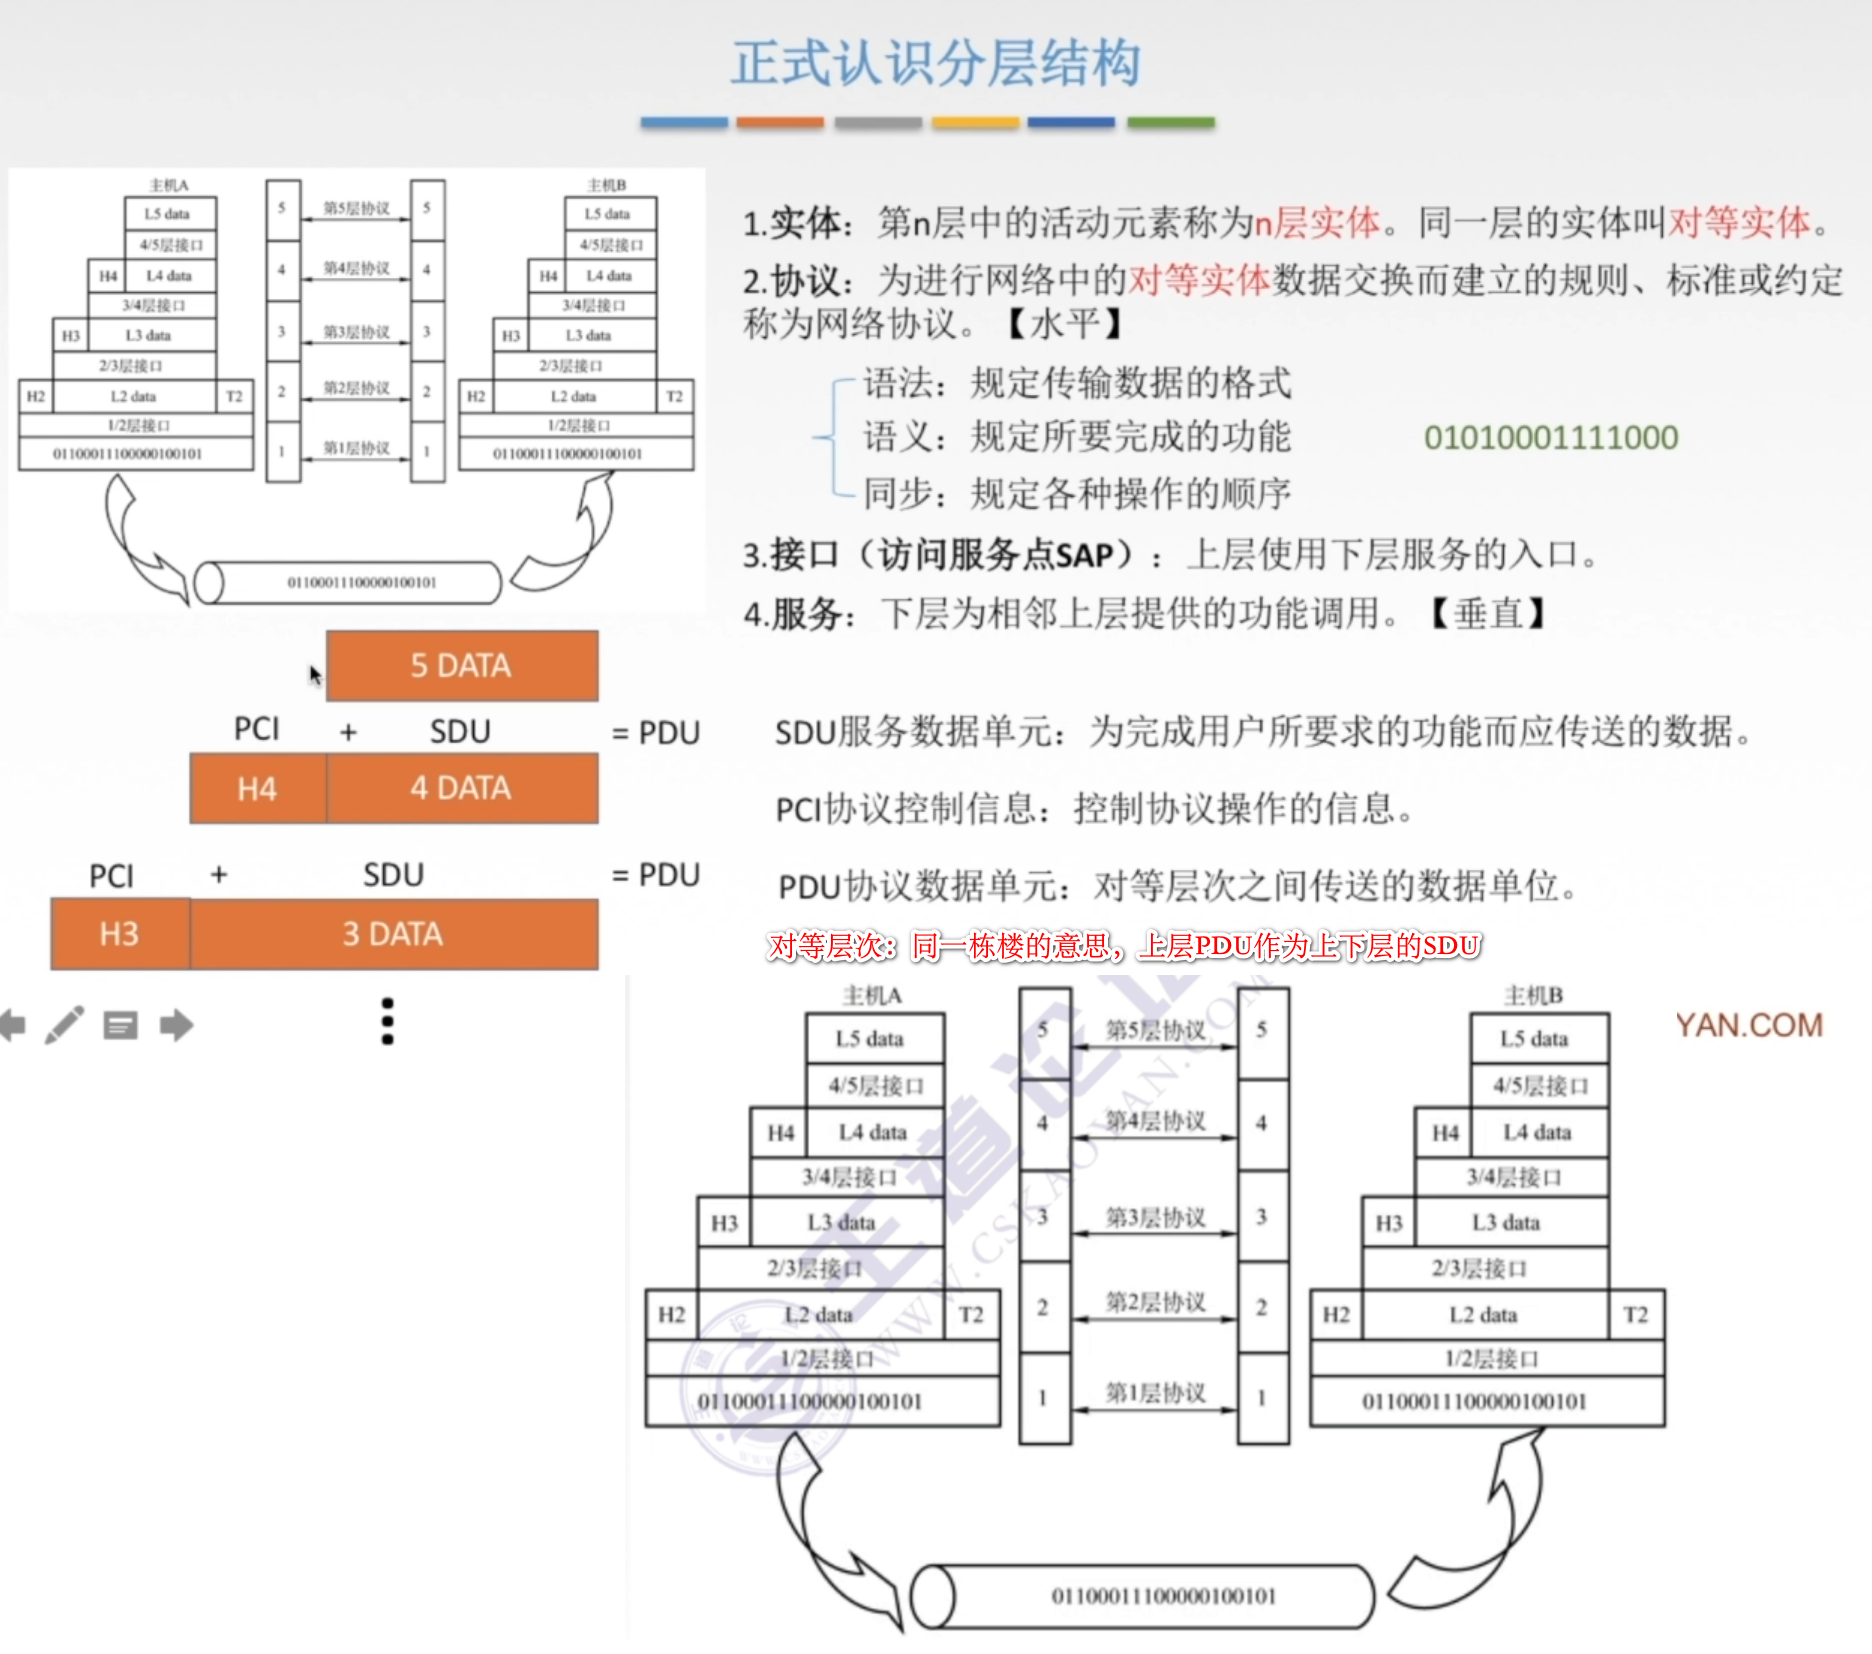 正式认识分层结构
主机A
L5 data
4/5层接口
H4 L4 data
3/4层接口
H3 L3 data
2/3层接口
H2 L2 data T2
1/2层接口
01100011100000100101
5 第5层协议 5
4 第4层协议 4
3 第3层协议 3
2 第2层协议 2
1 第1层协议 1
主机B
L5 data
4/5层接口
H4 L4 data
3/4层接口
H3 L3 data
2/3层接口
H2 L2 data T2
1/2层接口
01100011100000100101
01100011100000100101
1.实体：第n层中的活动元素称为n层实体。同一层的实体叫对等实体。
2.协议：为进行网络中的对等实体数据交换而建立的规则、标准或约定
称为网络协议。【水平】
语法：规定传输数据的格式
语义：规定所要完成的功能
同步：规定各种操作的顺序
01010001111000
3.接口（访问服务点SAP）：上层使用下层服务的入口。
4.服务：下层为相邻上层提供的功能调用。【垂直】
5 DATA
PCI + SDU = PDU
H4 4 DATA
PCI + SDU = PDU
H3 3 DATA
SDU服务数据单元：为完成用户所要求的功能而应传送的数据。
PCI协议控制信息：控制协议操作的信息。
PDU协议数据单元：对等层次之间传送的数据单位。
对等层次：同一栋楼的意思，上层PDU作为上下层的SDU
YAN.COM
主机A
L5 data
4/5层接口
H4 L4 data
3/4层接口
H3 L3 data
2/3层接口
H2 L2 data T2
1/2层接口
01100011100000100101
5 第5层协议 5
4 第4层协议 4
3 第3层协议 3
2 第2层协议 2
1 第1层协议 1
主机B
L5 data
4/5层接口
H4 L4 data
3/4层接口
H3 L3 data
2/3层接口
H2 L2 data T2
1/2层接口
01100011100000100101
01100011100000100101
王道论
WWW.CSKAOYAN.COM